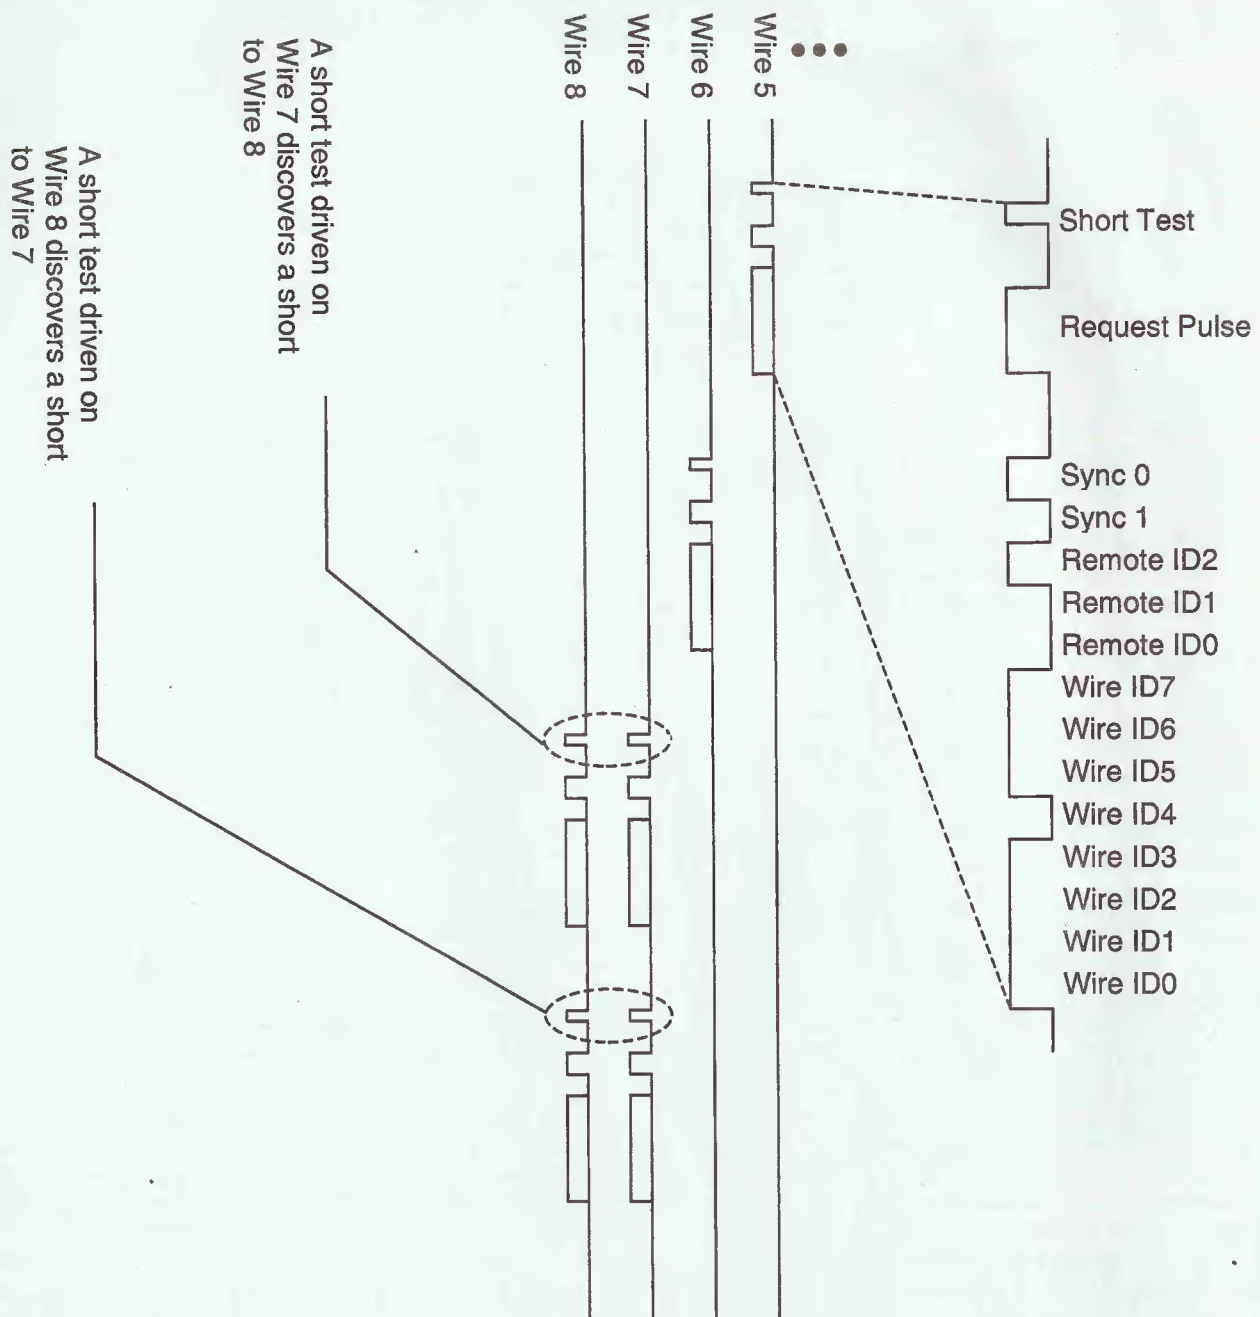 Short Test
Request Pulse
Sync 0
Sync 1
Remote ID2
Remote ID1
Remote ID0
Wire ID7
Wire ID6
Wire ID5
Wire ID4
Wire ID3
Wire ID2
Wire ID1
Wire ID0
Wire 5
Wire 6
Wire 7
Wire 8
A short test driven on
Wire 7 discovers a short
to Wire 8
A short test driven on
Wire 8 discovers a short
to Wire 7